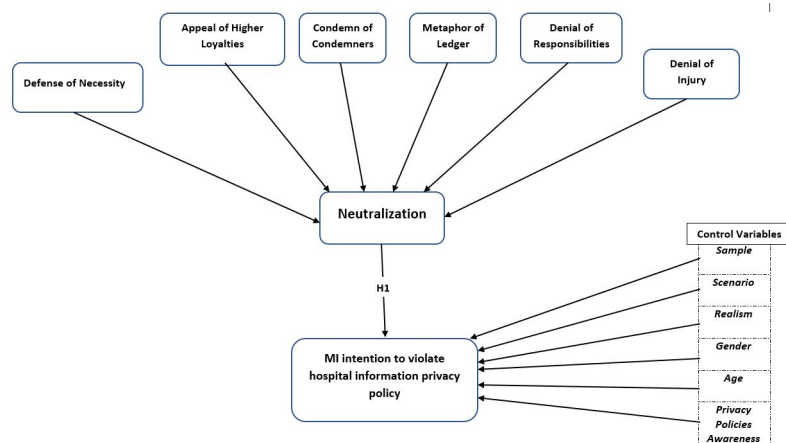 Appeal of Higher
Loyalties
Condemn of
Condemners
Metaphor of
Ledger
Denial of
Responsibilities
Defense of Necessity
Denial of
Injury
Neutralization
H1
MI intention to violate
hospital information privacy
policy
Control Variables
Sample
Scenario
Realism
Gender
Age
Privacy
Policies
Awareness